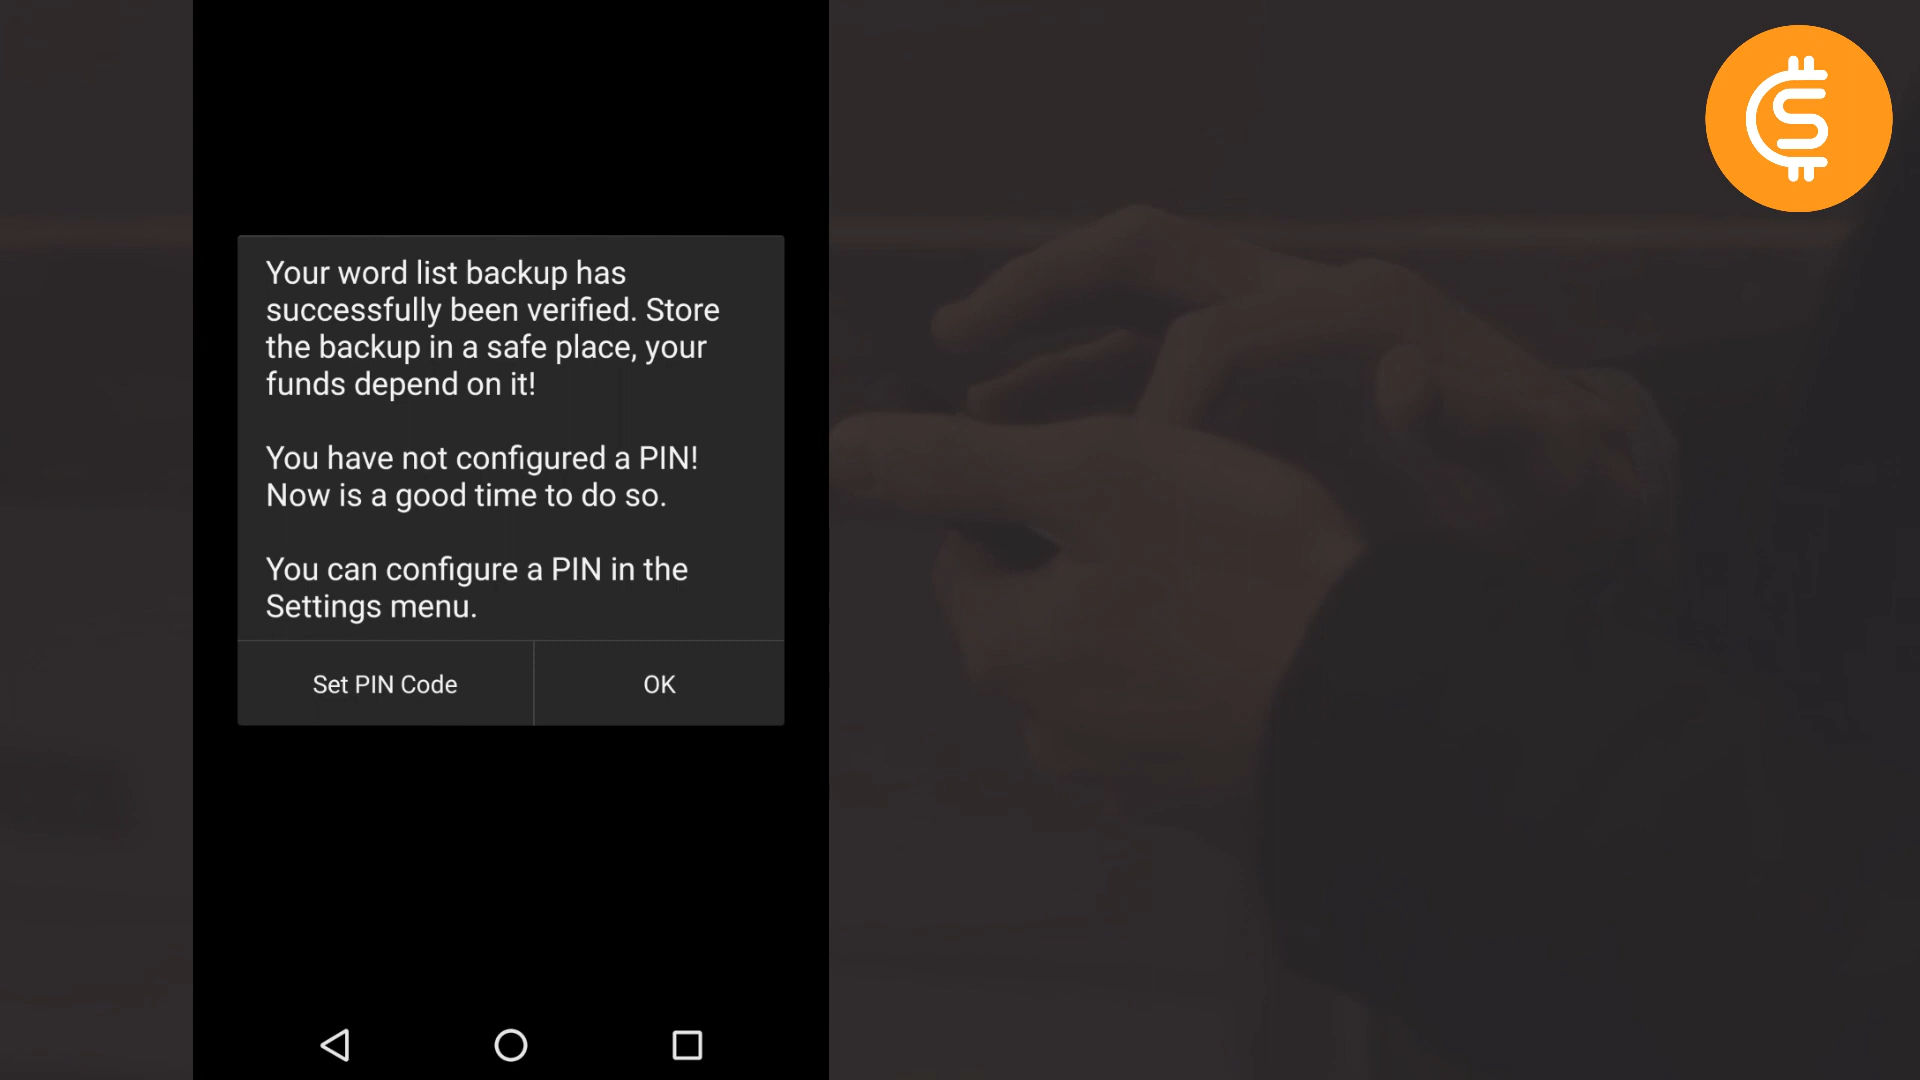 Your word list backup has
successfully been verified. Store
the backup in a safe place, your
funds depend on it!
You have not configured a PIN!
Now is a good time to do so.
You can configure a PIN in the
Settings menu.
Set PIN Code
OK